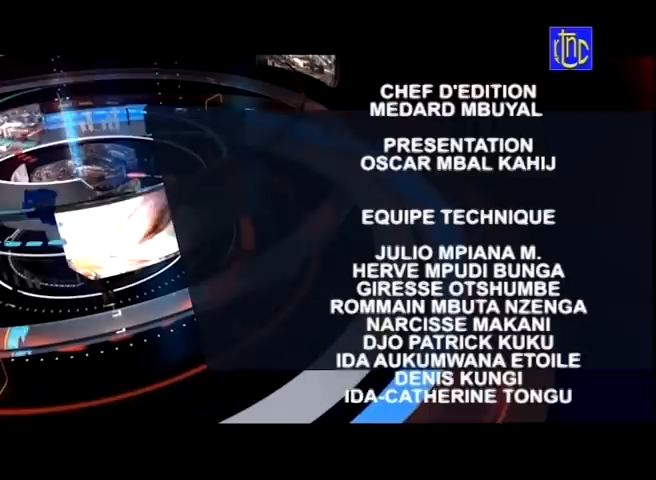 rtnc
CHEF D'EDITION
MEDARD MBUYAL
PRESENTATION
OSCAR MBAL KAHIJ
EQUIPE TECHNIQUE
JULIO MPIANA M.
HERVE MPUDI BUNGA
GIRESSE OTSHUMBE
ROMMAIN MBUTA NZENGA
NARCISSE MAKANI
DJO PATRICK KUKU
IDA AUKUMWANA ETOILE
DENIS KUNGI
IDA-CATHERINE TONGU